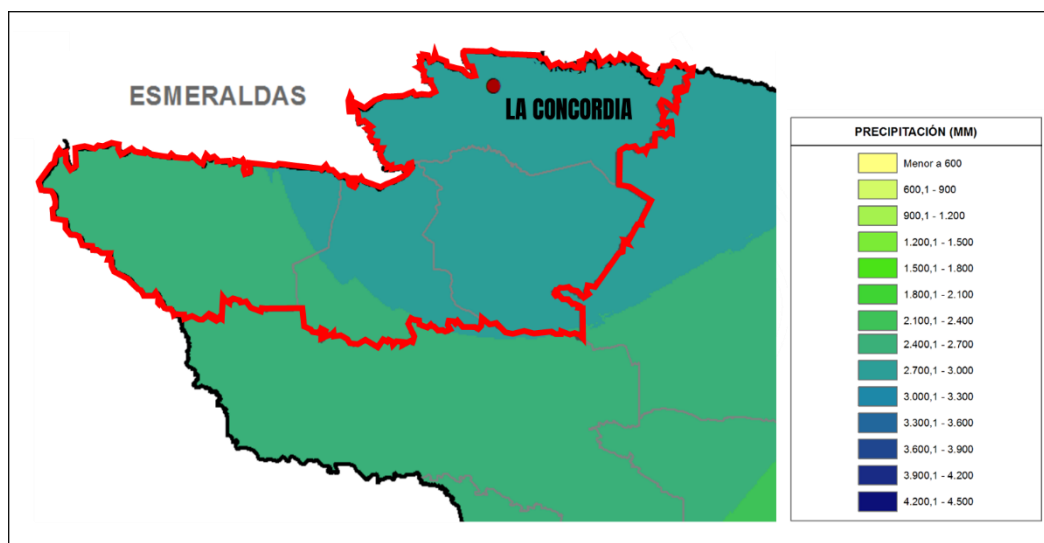 ESMERALDAS
LA CONCORDIA
PRECIPITACIÓN (MM)
Menor a 600
600,1 - 900
900,1 - 1.200
1.200,1 - 1.500
1.500,1 - 1.800
1.800,1 - 2.100
2.100,1 - 2.400
2.400,1 - 2.700
2.700,1 - 3.000
3.000,1 - 3.300
3.300,1 - 3.600
3.600,1 - 3.900
3.900,1 - 4.200
4.200,1 - 4.500